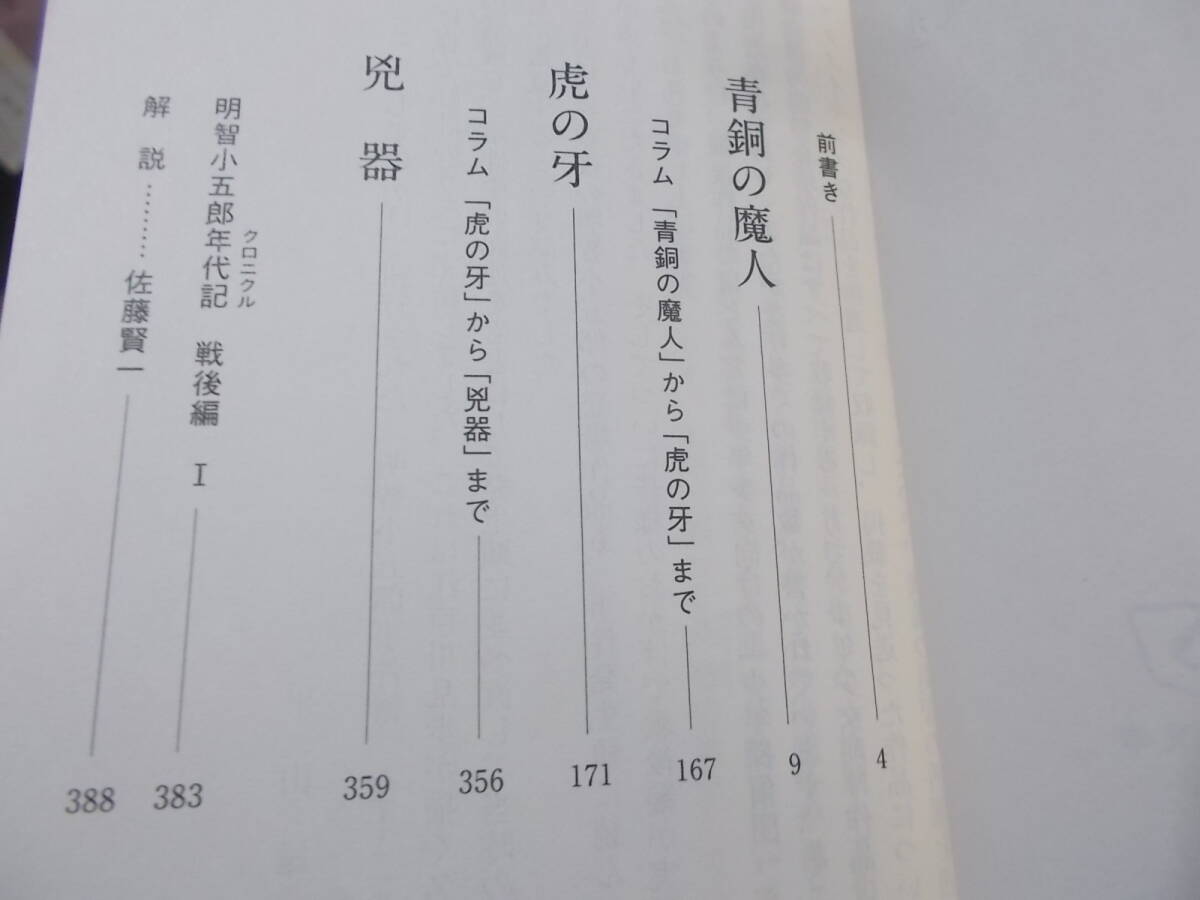 前書き 4
青銅の魔人 9
コラム「青銅の魔人」から「虎の牙」まで 167
虎の牙 171
コラム「虎の牙」から「兇器」まで 356
兇器 359
明智小五郎年代記 戦後編 Ⅰ 383
クロニクル
解説………佐藤賢一 388